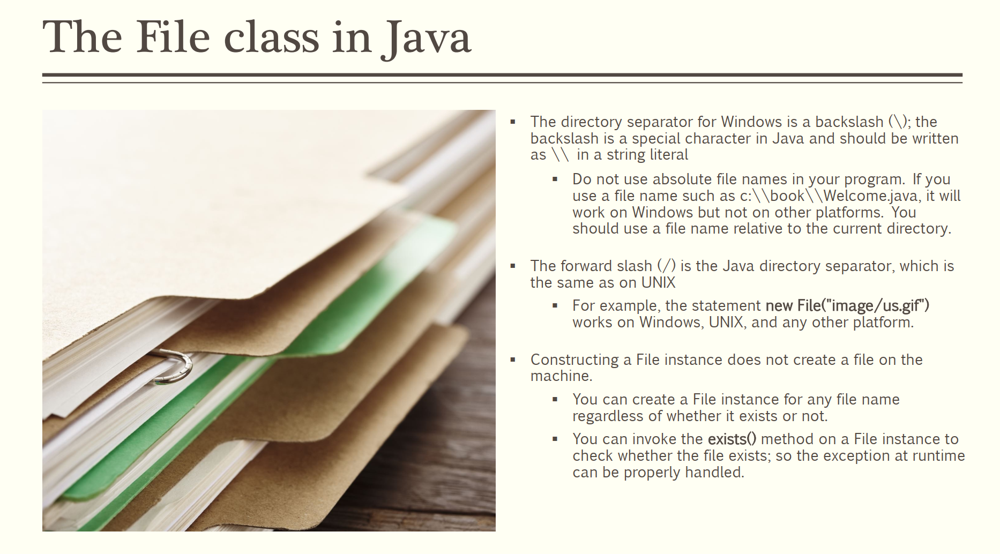 The File class in Java
▪ The directory separator for Windows is a backslash (\); the
backslash is a special character in Java and should be written
as \\  in a string literal
▪ Do not use absolute file names in your program.  If you
use a file name such as c:\\book\\Welcome.java, it will
work on Windows but not on other platforms.  You
should use a file name relative to the current directory.
▪ The forward slash (/) is the Java directory separator, which is
the same as on UNIX
▪ For example, the statement new File("image/us.gif")
works on Windows, UNIX, and any other platform.
▪ Constructing a File instance does not create a file on the
machine.
▪ You can create a File instance for any file name
regardless of whether it exists or not.
▪ You can invoke the exists() method on a File instance to
check whether the file exists; so the exception at runtime
can be properly handled.